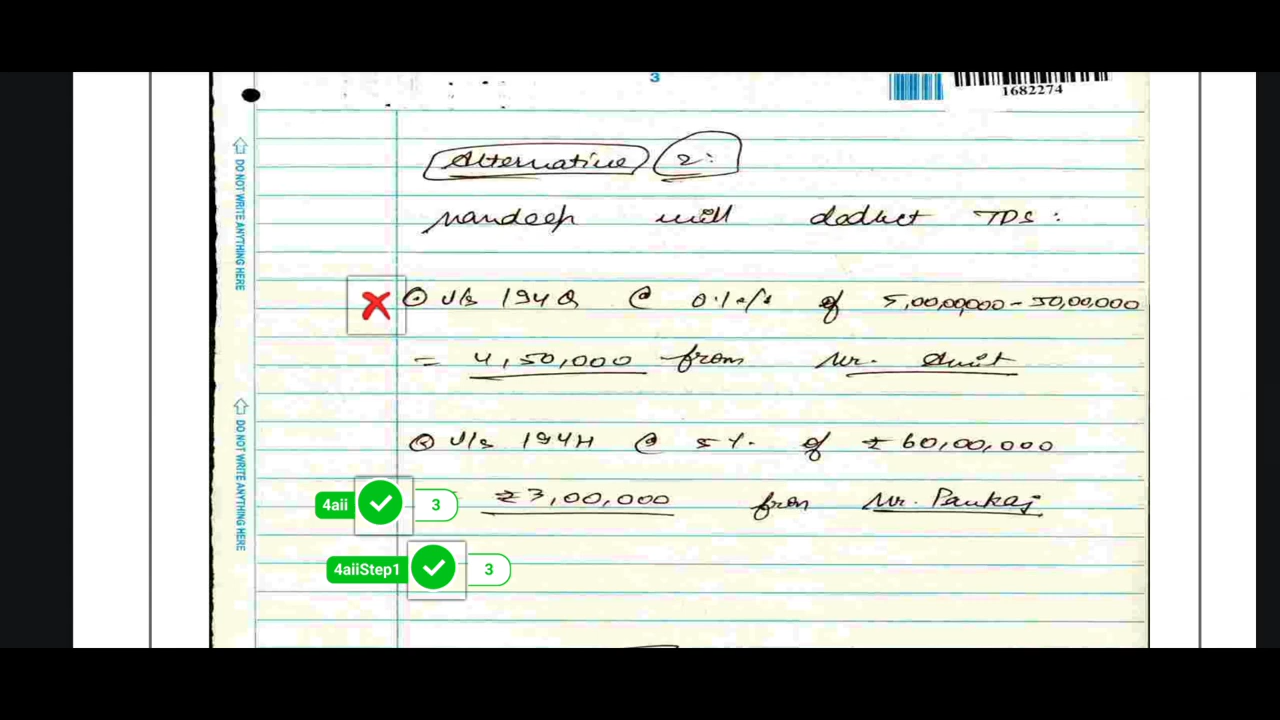 3
1682274
DO NOT WRITE ANYTHING HERE
DO NOT WRITE ANYTHING HERE
Alternative 2:
Mandeep will deduct TDS:
① U/s 194Q @ 0.1% of 5,00,00,000 - 50,00,000
= 4,50,000 from Mr. Amit
② U/s 194H @ 5% of ₹ 60,00,000
4aii 3 ₹3,00,000 from Mr. Pankaj
4aiiStep1 3